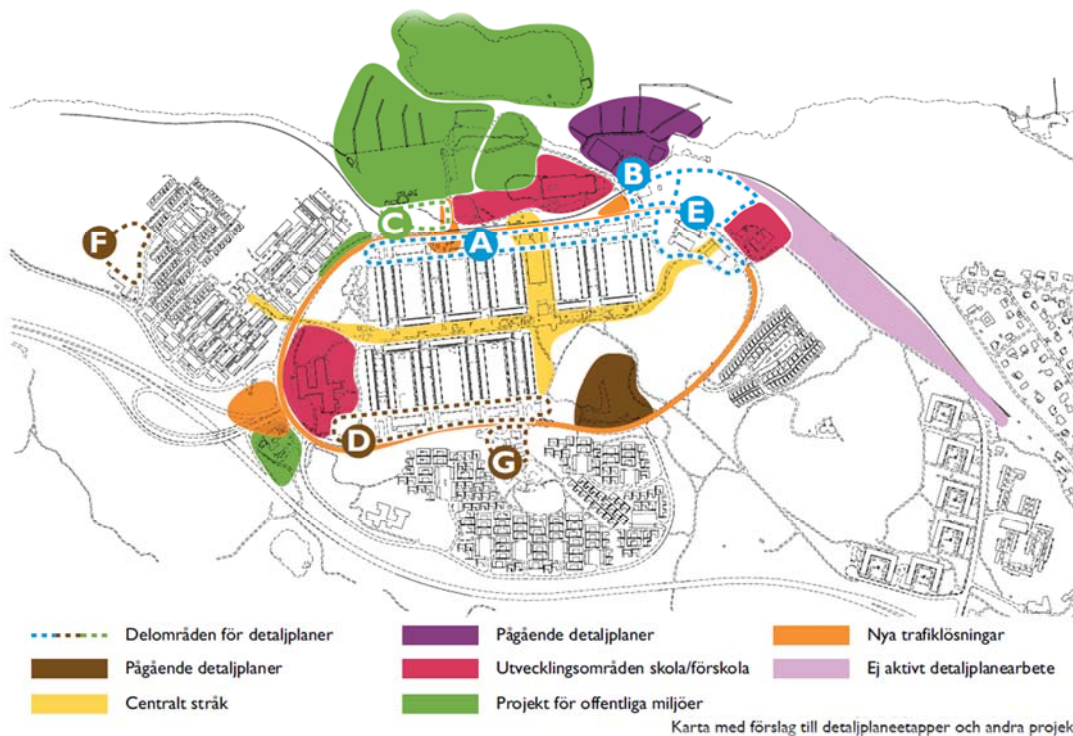 B
E
C
A
F
D
G
Delområden för detaljplaner
Pågående detaljplaner
Nya trafiklösningar
Pågående detaljplaner
Utvecklingsområden skola/förskola
Ej aktivt detaljplanearbete
Centralt stråk
Projekt för offentliga miljöer
Karta med förslag till detaljplaneetapper och andra projek